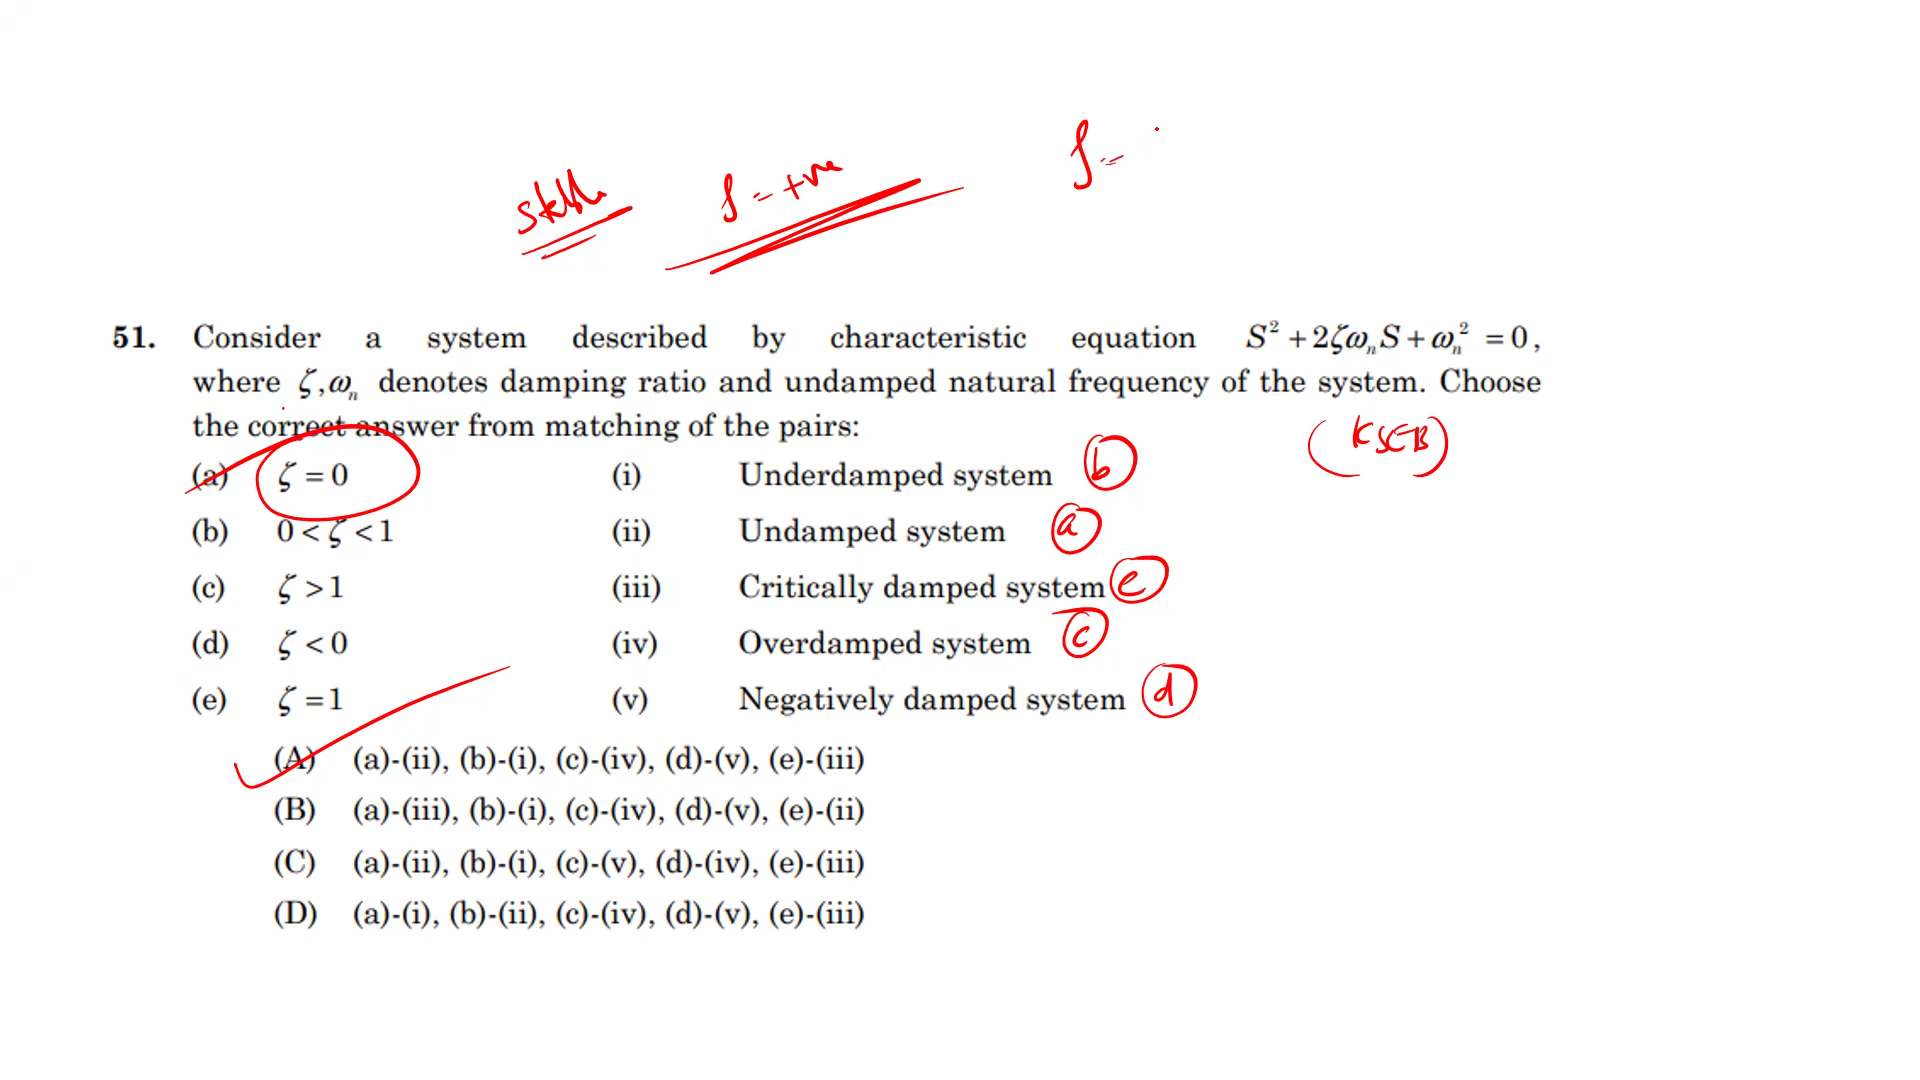 ζ =
ζ = +ve
51. Consider a system described by characteristic equation S² + 2ζωₙS + ωₙ² = 0,
where ζ, ωₙ denotes damping ratio and undamped natural frequency of the system. Choose
the correct answer from matching of the pairs:
(KSEB)
(a) ζ = 0 (i) Underdamped system b
(b) 0 < ζ < 1 (ii) Undamped system a
(c) ζ > 1 (iii) Critically damped system e
(d) ζ < 0 (iv) Overdamped system c
(e) ζ = 1 (v) Negatively damped system d
(A) (a)-(ii), (b)-(i), (c)-(iv), (d)-(v), (e)-(iii)
(B) (a)-(iii), (b)-(i), (c)-(iv), (d)-(v), (e)-(ii)
(C) (a)-(ii), (b)-(i), (c)-(v), (d)-(iv), (e)-(iii)
(D) (a)-(i), (b)-(ii), (c)-(iv), (d)-(v), (e)-(iii)